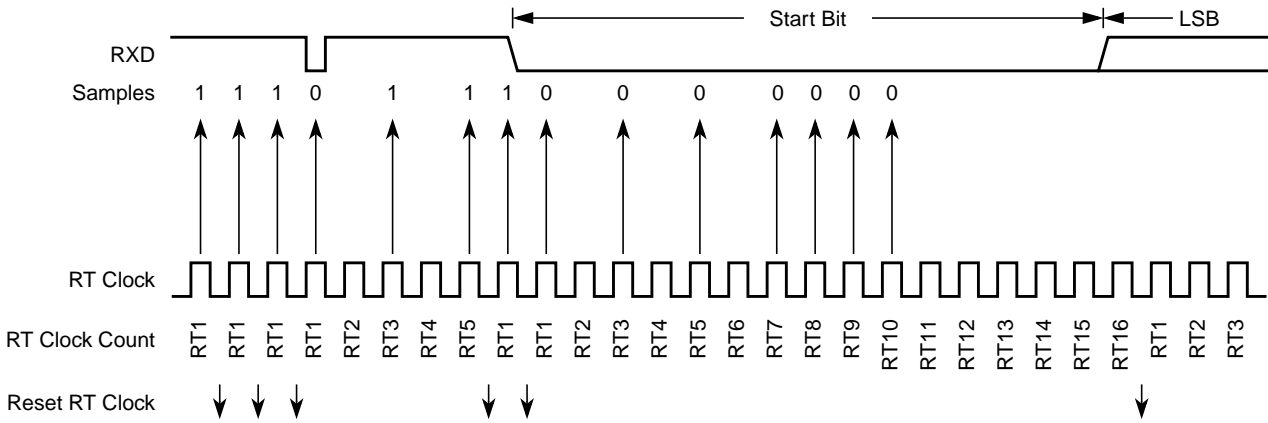 Start Bit LSB
RXD
Samples 1 1 1 0 1 1 1 0 0 0 0 0 0 0
RT Clock
RT Clock Count RT1 RT1 RT1 RT1 RT2 RT3 RT4 RT5 RT1 RT1 RT2 RT3 RT4 RT5 RT6 RT7 RT8 RT9 RT10 RT11 RT12 RT13 RT14 RT15 RT16 RT1 RT2 RT3
Reset RT Clock